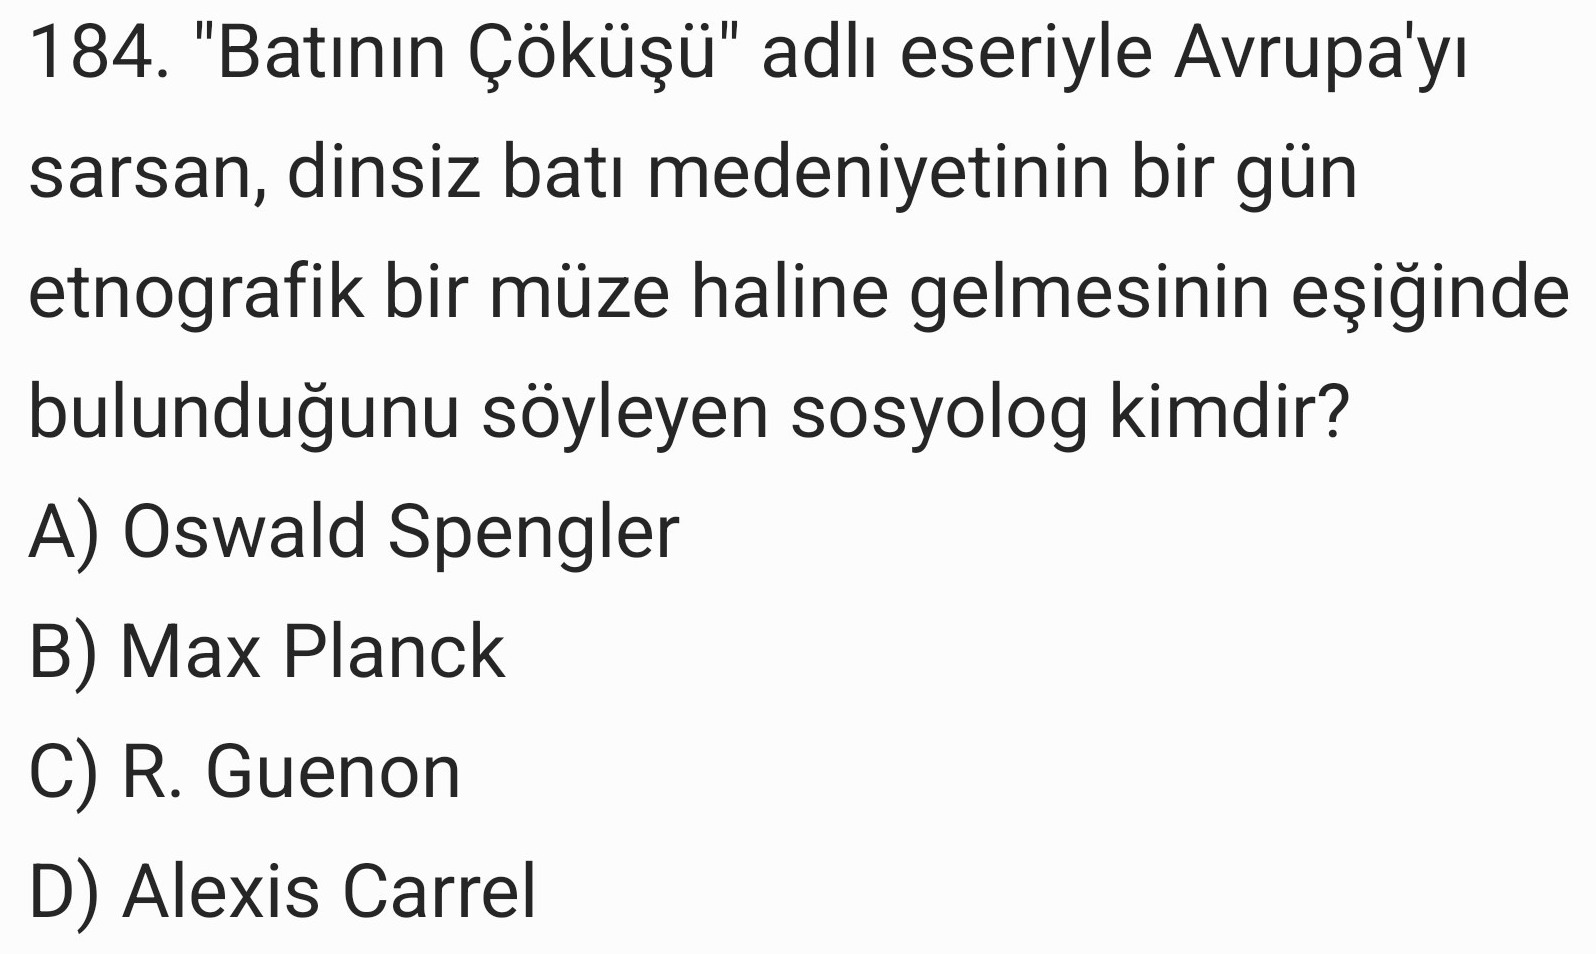 184. "Batının Çöküşü" adlı eseriyle Avrupa'yı
sarsan, dinsiz batı medeniyetinin bir gün
etnografik bir müze haline gelmesinin eşiğinde
bulunduğunu söyleyen sosyolog kimdir?
A) Oswald Spengler
B) Max Planck
C) R. Guenon
D) Alexis Carrel